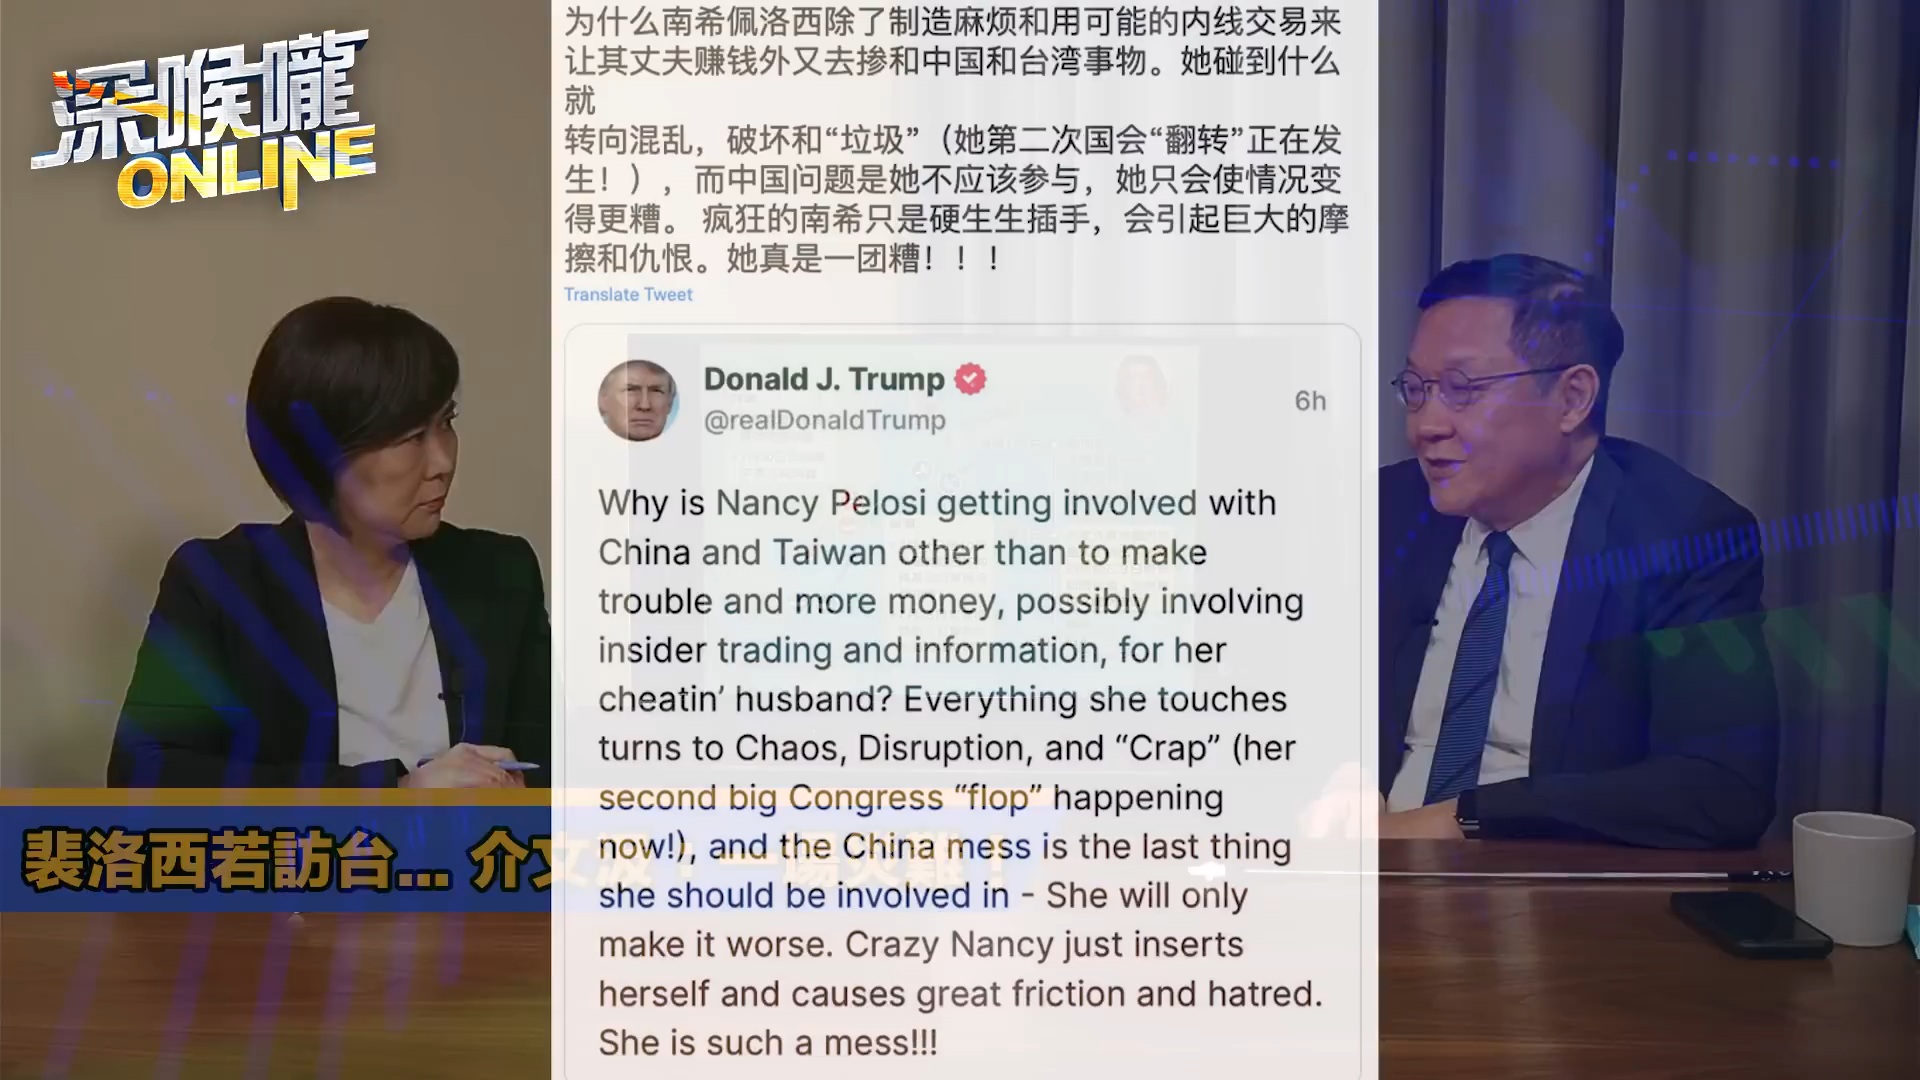 深喉嚨
ONLINE
为什么南希佩洛西除了制造麻烦和用可能的内线交易来
让其丈夫赚钱外又去掺和中国和台湾事物。她碰到什么
就
转向混乱，破坏和“垃圾”（她第二次国会“翻转”正在发
生！），而中国问题是她不应该参与，她只会使情况变
得更糟。 疯狂的南希只是硬生生插手，会引起巨大的摩
擦和仇恨。她真是一团糟！！！
Translate Tweet
Donald J. Trump
@realDonaldTrump
6h
Why is Nancy Pelosi getting involved with
China and Taiwan other than to make
trouble and more money, possibly involving
insider trading and information, for her
cheatin’ husband? Everything she touches
turns to Chaos, Disruption, and “Crap” (her
second big Congress “flop” happening
now!), and the China mess is the last thing
she should be involved in - She will only
make it worse. Crazy Nancy just inserts
herself and causes great friction and hatred.
She is such a mess!!!
裴洛西若訪台... 介文汲：一場災難！